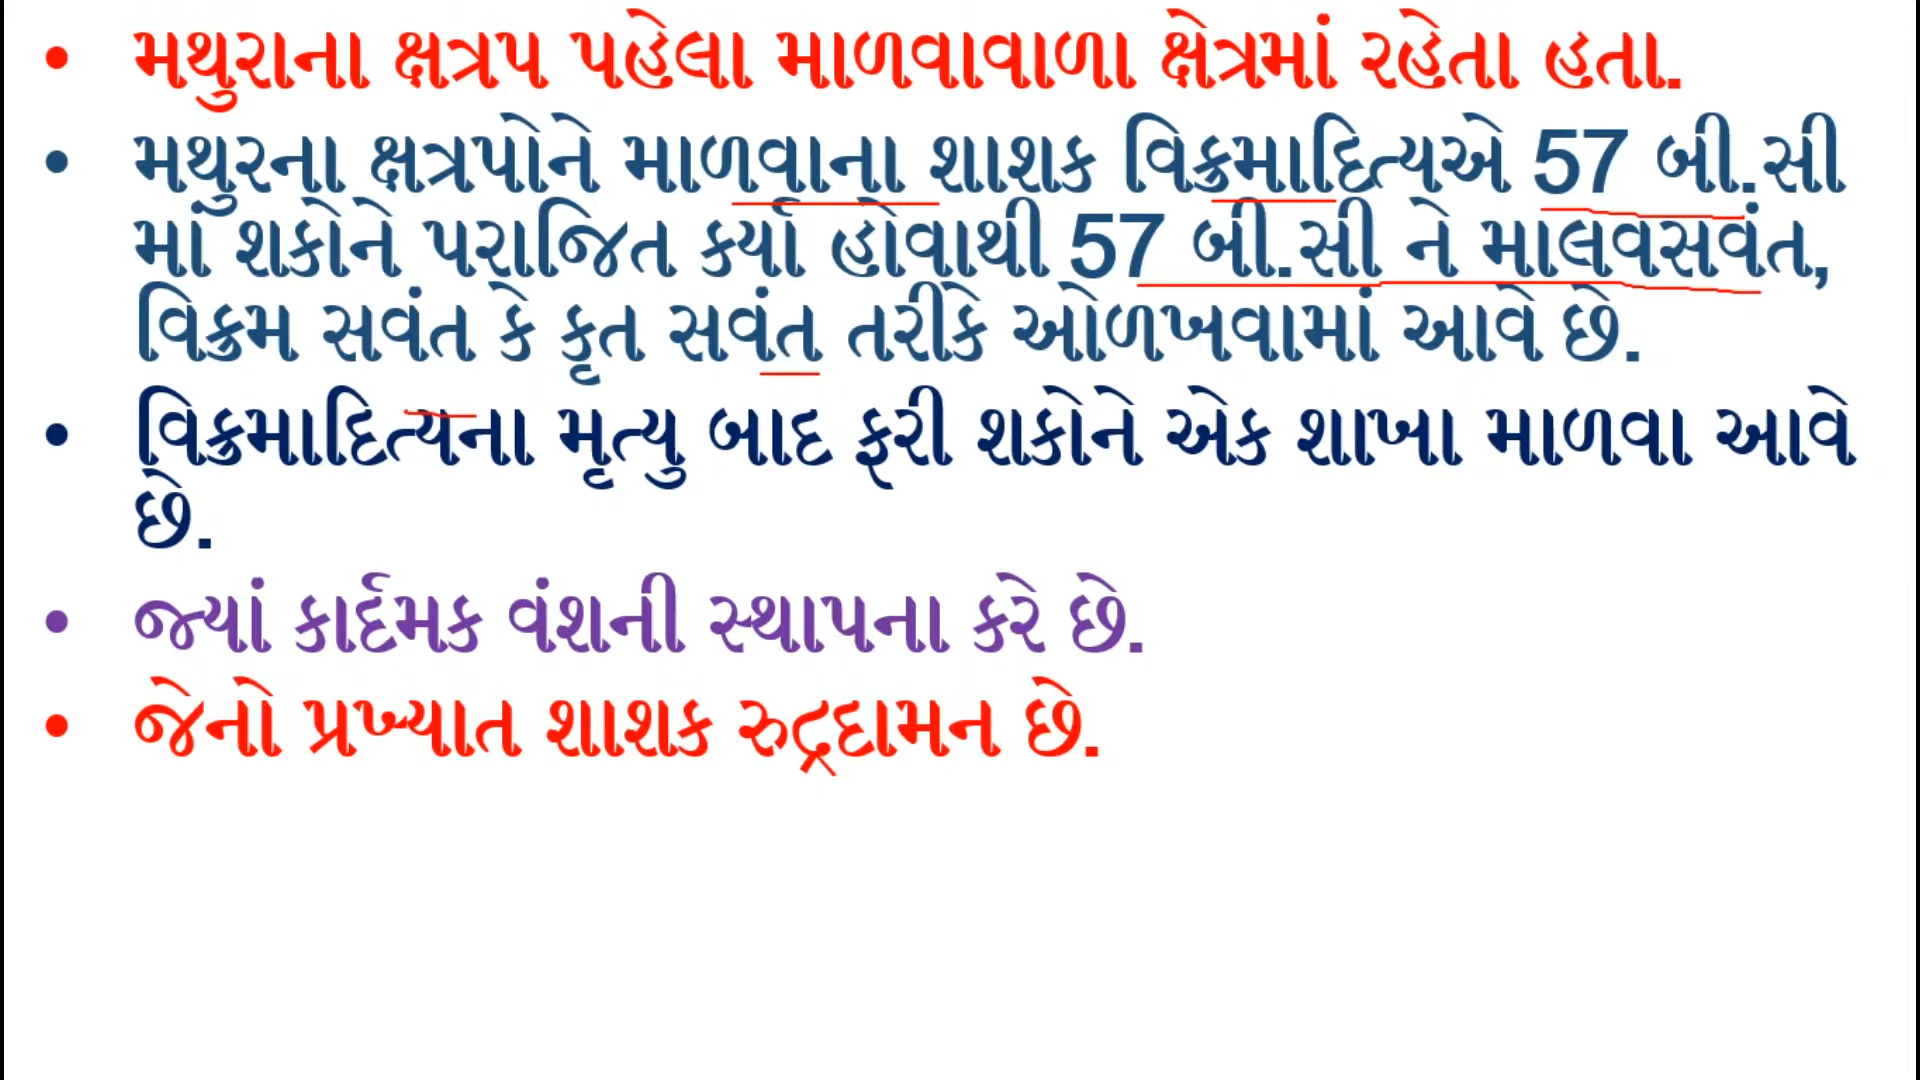 • મથુરાના ક્ષત્રપ પહેલા માળવાવાળા ક્ષેત્રમાં રહેતા હતા.
• મથુરના ક્ષત્રપોને માળવાના શાશક વિક્રમાદિત્યએ 57 બી.સી
માં શકોને પરાજિત કર્યા હોવાથી 57 બી.સી ને માલવસવંત,
વિક્રમ સવંત કે કૃત સવંત તરીકે ઓળખવામાં આવે છે.
• વિક્રમાદિત્યના મૃત્યુ બાદ ફરી શકોને એક શાખા માળવા આવે
છે.
• જ્યાં કાર્દમક વંશની સ્થાપના કરે છે.
• જેનો પ્રખ્યાત શાશક રુદ્રદામન છે.